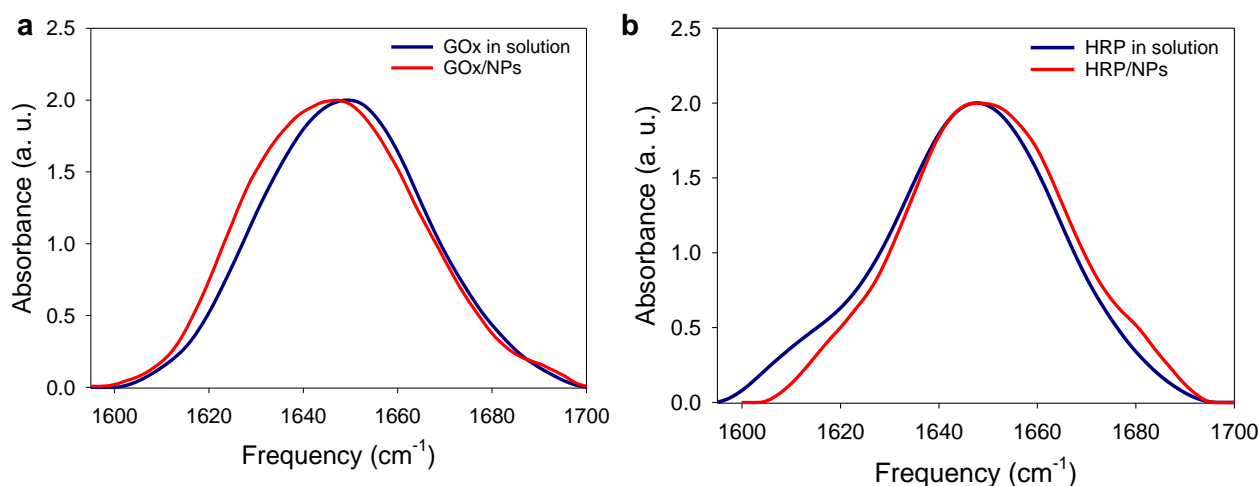 a
2.5
2.0
1.5
1.0
0.5
0.0
Absorbance (a. u.)
GOx in solution
GOx/NPs
1600 1620 1640 1660 1680 1700
Frequency (cm-1)
b
2.5
2.0
1.5
1.0
0.5
0.0
Absorbance (a. u.)
HRP in solution
HRP/NPs
1600 1620 1640 1660 1680 1700
Frequency (cm-1)